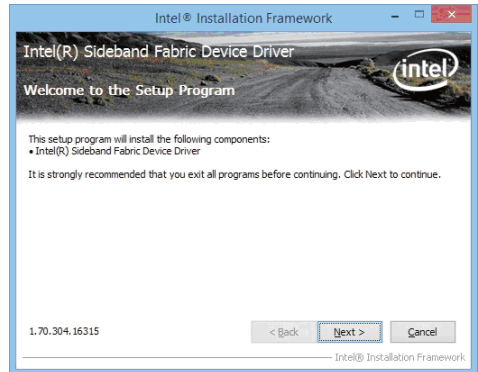 Intel® Installation Framework
Intel(R) Sideband Fabric Device Driver
intel
Welcome to the Setup Program
This setup program will install the following components:
• Intel(R) Sideband Fabric Device Driver
It is strongly recommended that you exit all programs before continuing. Click Next to continue.
1.70.304.16315
< Back Next > Cancel
Intel® Installation Framework